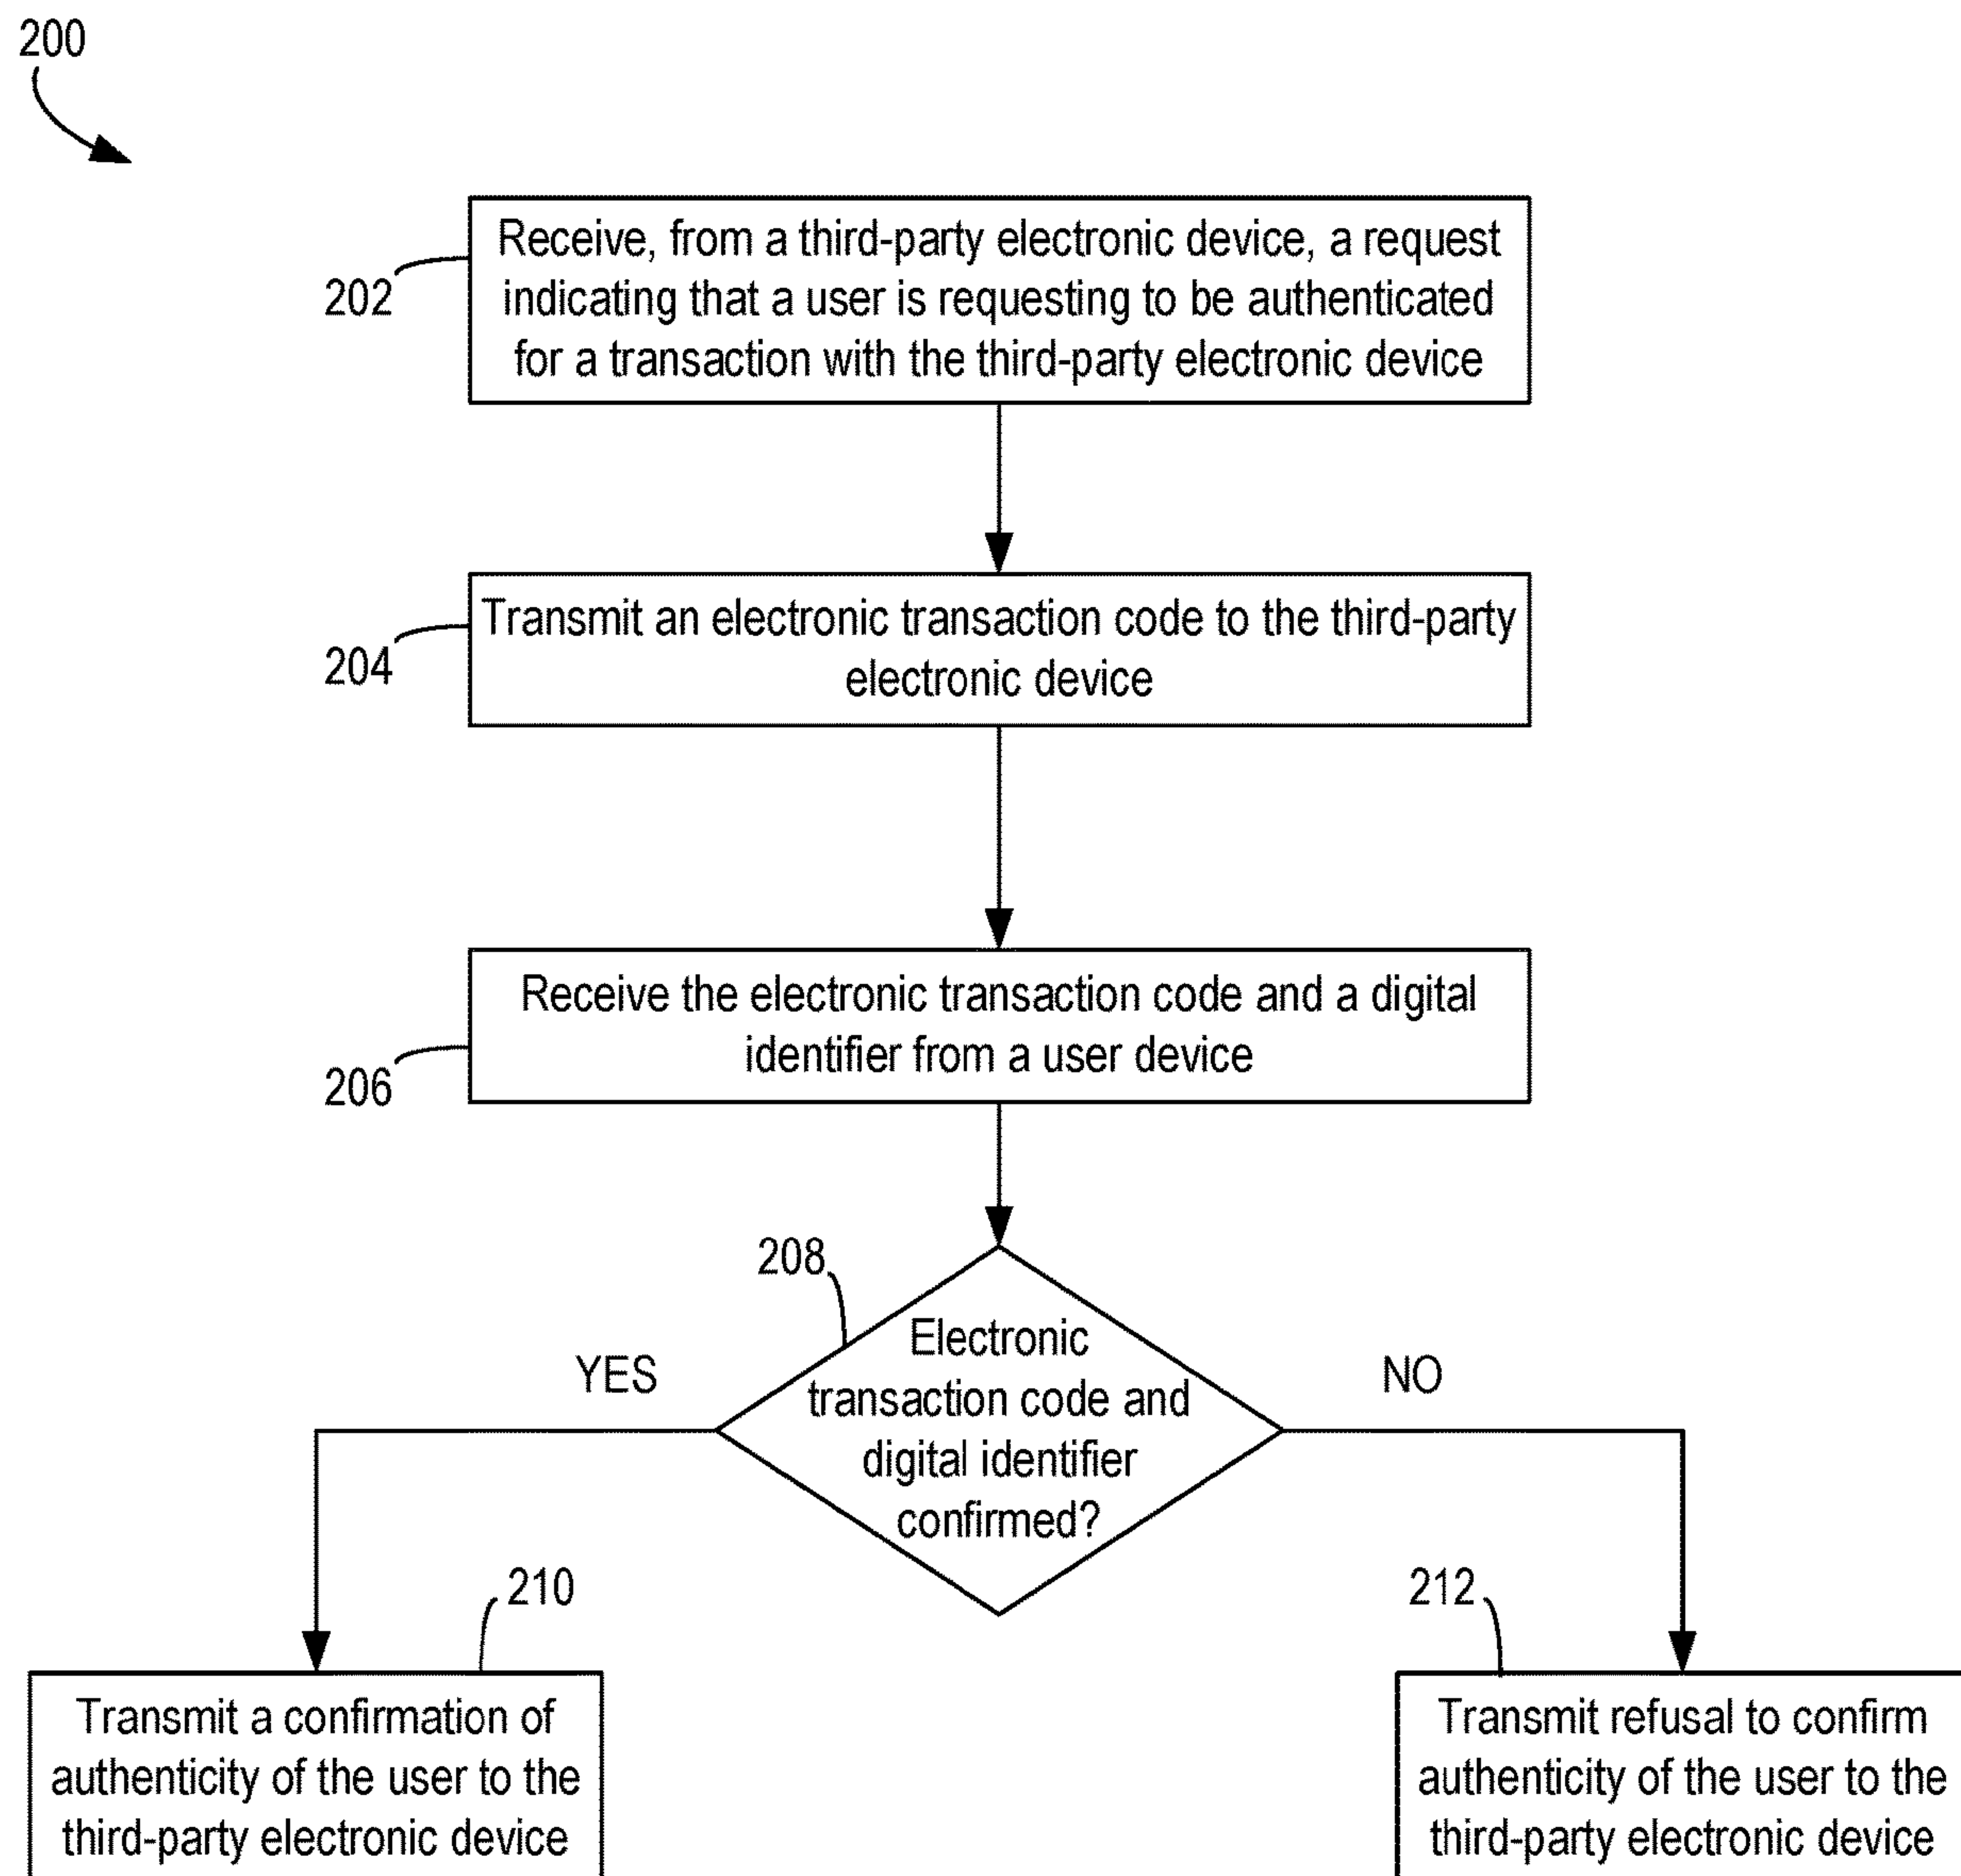 200
Receive, from a third-party electronic device, a request
indicating that a user is requesting to be authenticated
for a transaction with the third-party electronic device
202
Transmit an electronic transaction code to the third-party
electronic device
204
Receive the electronic transaction code and a digital
identifier from a user device
206
208
Electronic
transaction code and
digital identifier
confirmed?
YES
NO
210
Transmit a confirmation of
authenticity of the user to the
third-party electronic device
212
Transmit refusal to confirm
authenticity of the user to the
third-party electronic device